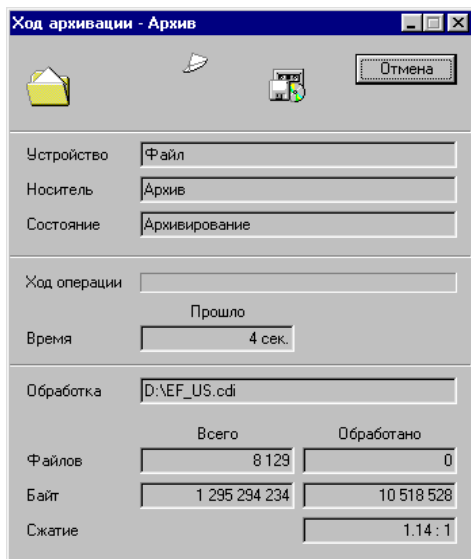 Ход архивации - Архив
Отмена
Устройство Файл
Носитель Архив
Состояние Архивирование
Ход операции
Прошло
Время 4 сек.
Обработка D:\EF_US.cdi
Всего Обработано
Файлов 8 129 0
Байт 1 295 294 234 10 518 528
Сжатие 1.14 : 1